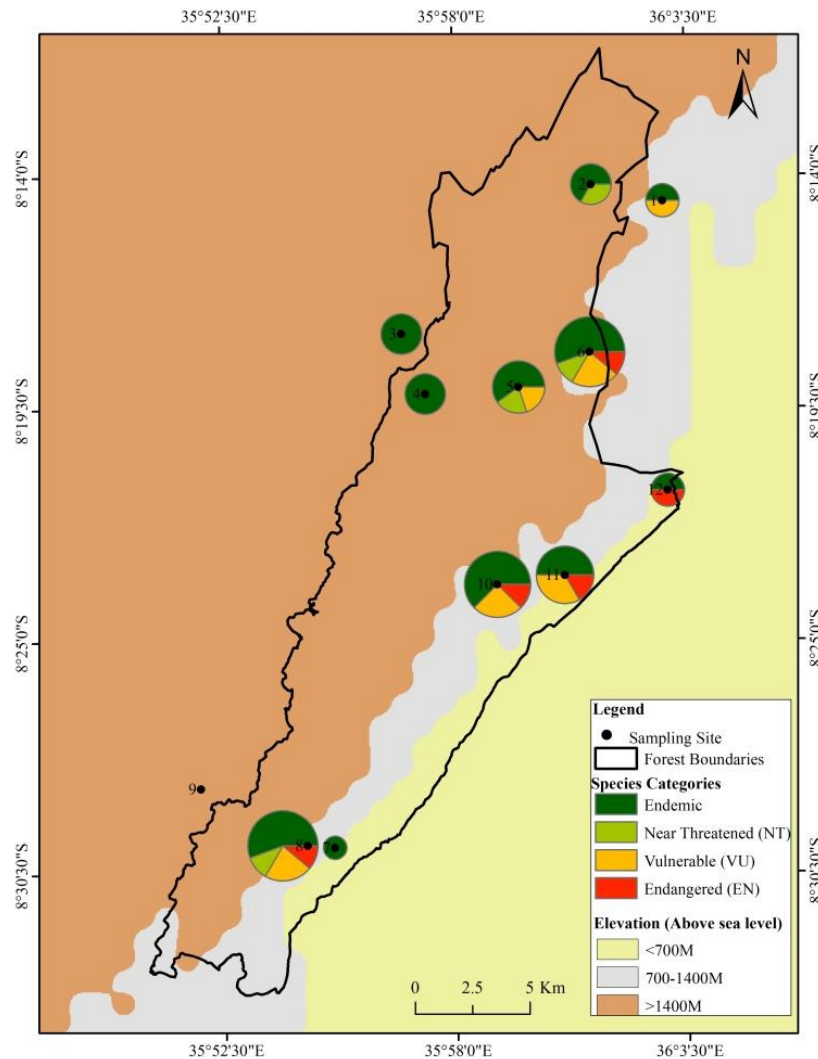 35°52'30"E 35°58'0"E 36°3'30"E
N
8°14'0"S 8°14'0"S
2
1
3
6
5
4
8°19'30"S 8°19'30"S
12
11
10
8°25'0"S 8°25'0"S
9
8 7
8°30'30"S 8°30'30"S
Legend
Sampling Site
Forest Boundaries
Species Categories
Endemic
Near Threatened (NT)
Vulnerable (VU)
Endangered (EN)
Elevation (Above sea level)
<700M
700-1400M
>1400M
0 2.5 5 Km
35°52'30"E 35°58'0"E 36°3'30"E